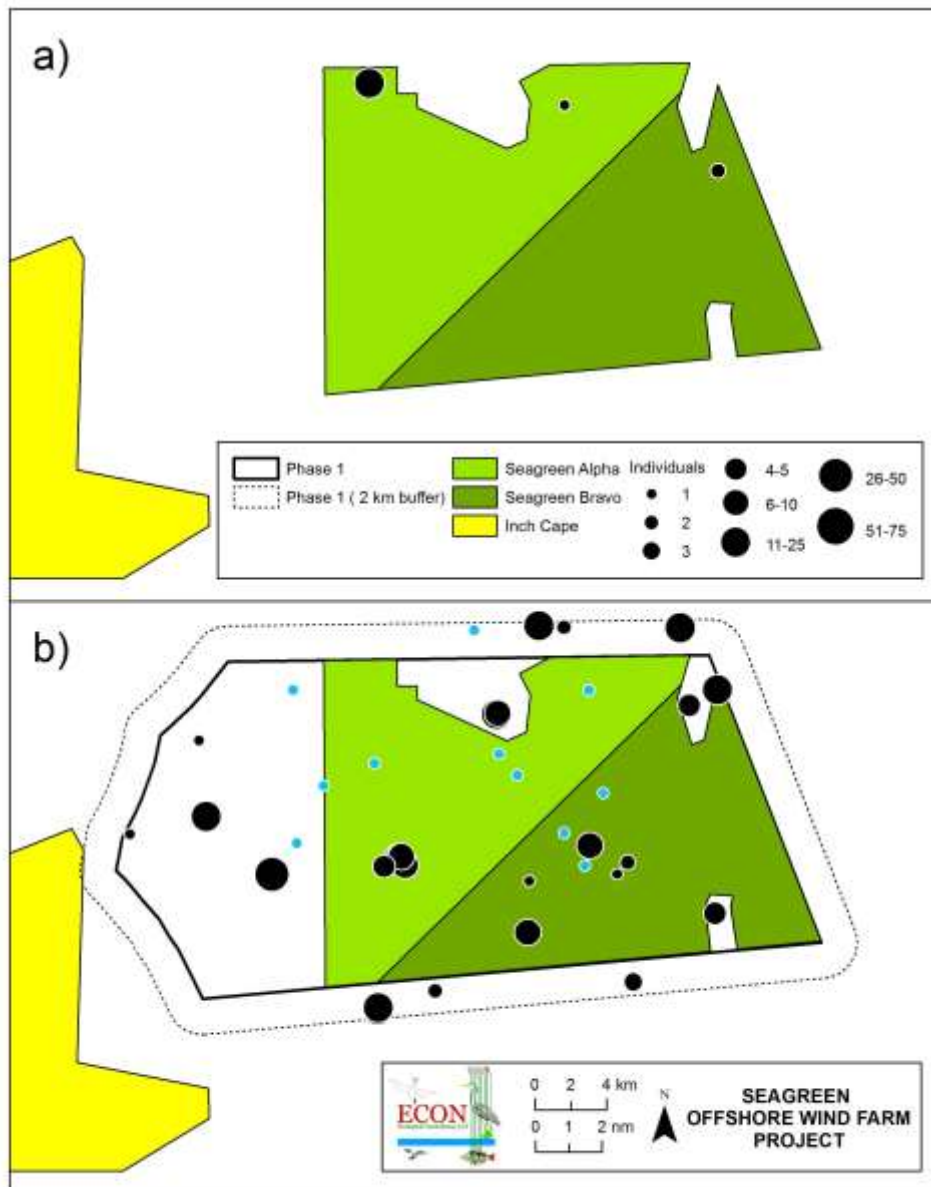 a)
Phase 1
Phase 1 ( 2 km buffer)
Seagreen Alpha
Seagreen Bravo
Inch Cape
Individuals
1
2
3
4-5
6-10
11-25
26-50
51-75
b)
ECON
0 2 4 km
0 1 2 nm
N
SEAGREEN
OFFSHORE WIND FARM
PROJECT